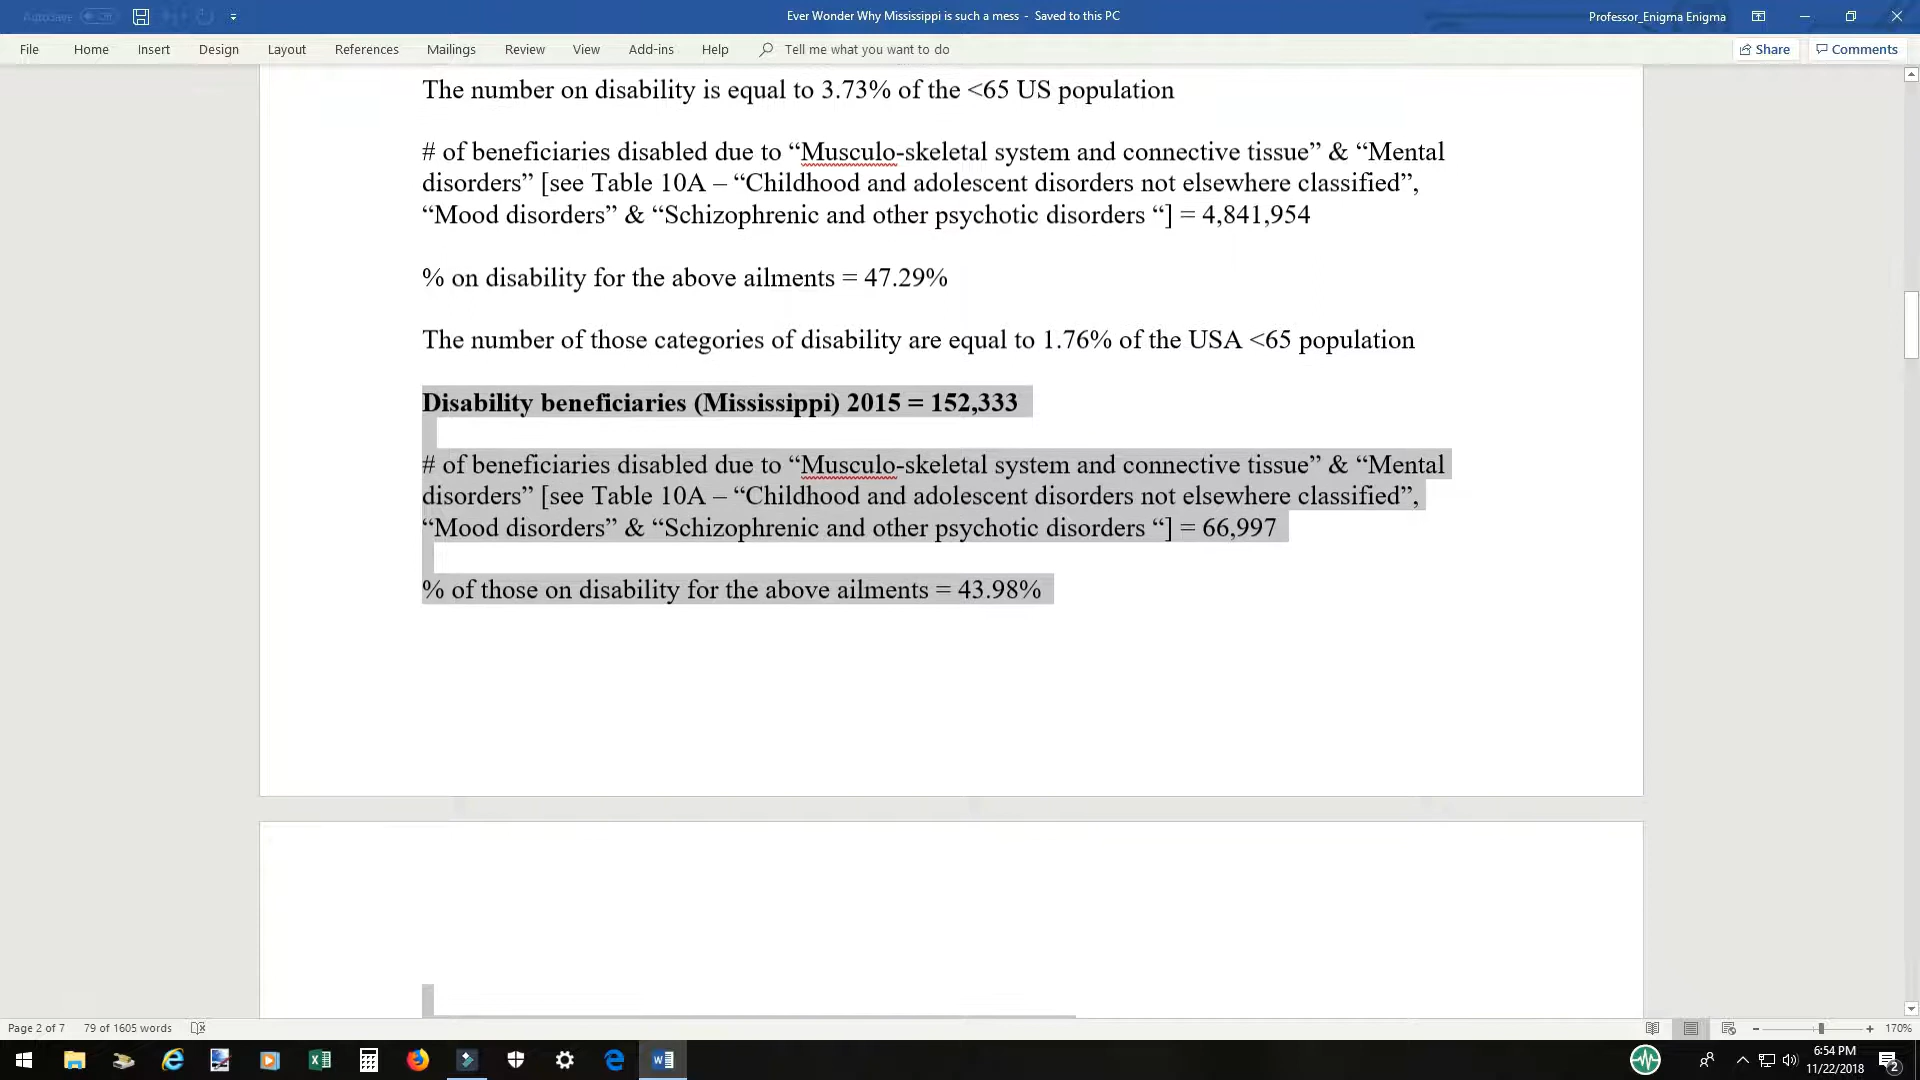 AutoSave Off
Ever Wonder Why Mississippi is such a mess - Saved to this PC
Professor_Enigma Enigma
File Home Insert Design Layout References Mailings Review View Add-ins Help Tell me what you want to do Share Comments
The number on disability is equal to 3.73% of the <65 US population
# of beneficiaries disabled due to “Musculo-skeletal system and connective tissue” & “Mental
disorders” [see Table 10A – “Childhood and adolescent disorders not elsewhere classified”,
“Mood disorders” & “Schizophrenic and other psychotic disorders “] = 4,841,954
% on disability for the above ailments = 47.29%
The number of those categories of disability are equal to 1.76% of the USA <65 population
Disability beneficiaries (Mississippi) 2015 = 152,333
# of beneficiaries disabled due to “Musculo-skeletal system and connective tissue” & “Mental
disorders” [see Table 10A – “Childhood and adolescent disorders not elsewhere classified”,
“Mood disorders” & “Schizophrenic and other psychotic disorders “] = 66,997
% of those on disability for the above ailments = 43.98%
Page 2 of 7 79 of 1605 words 170%
6:54 PM
11/22/2018
2